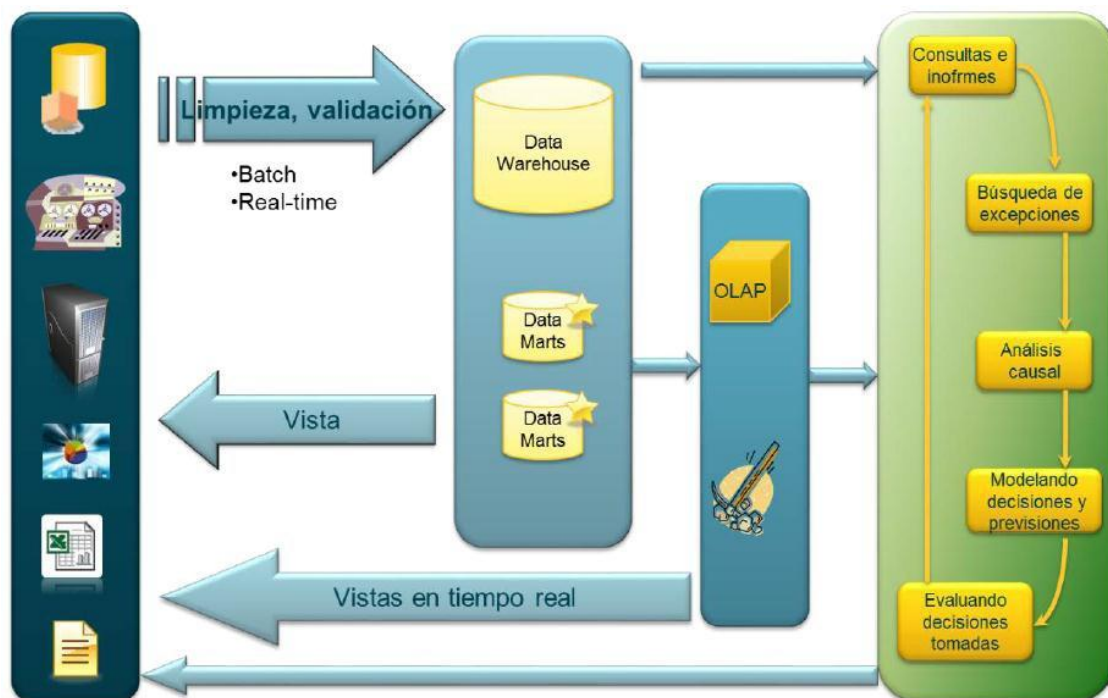 Limpieza, validación
•Batch
•Real-time
Vista
Vistas en tiempo real
Data
Warehouse
Data
Marts
Data
Marts
OLAP
Consultas e
inofrmes
Búsqueda de
excepciones
Análisis
causal
Modelando
decisiones y
previsiones
Evaluando
decisiones
tomadas